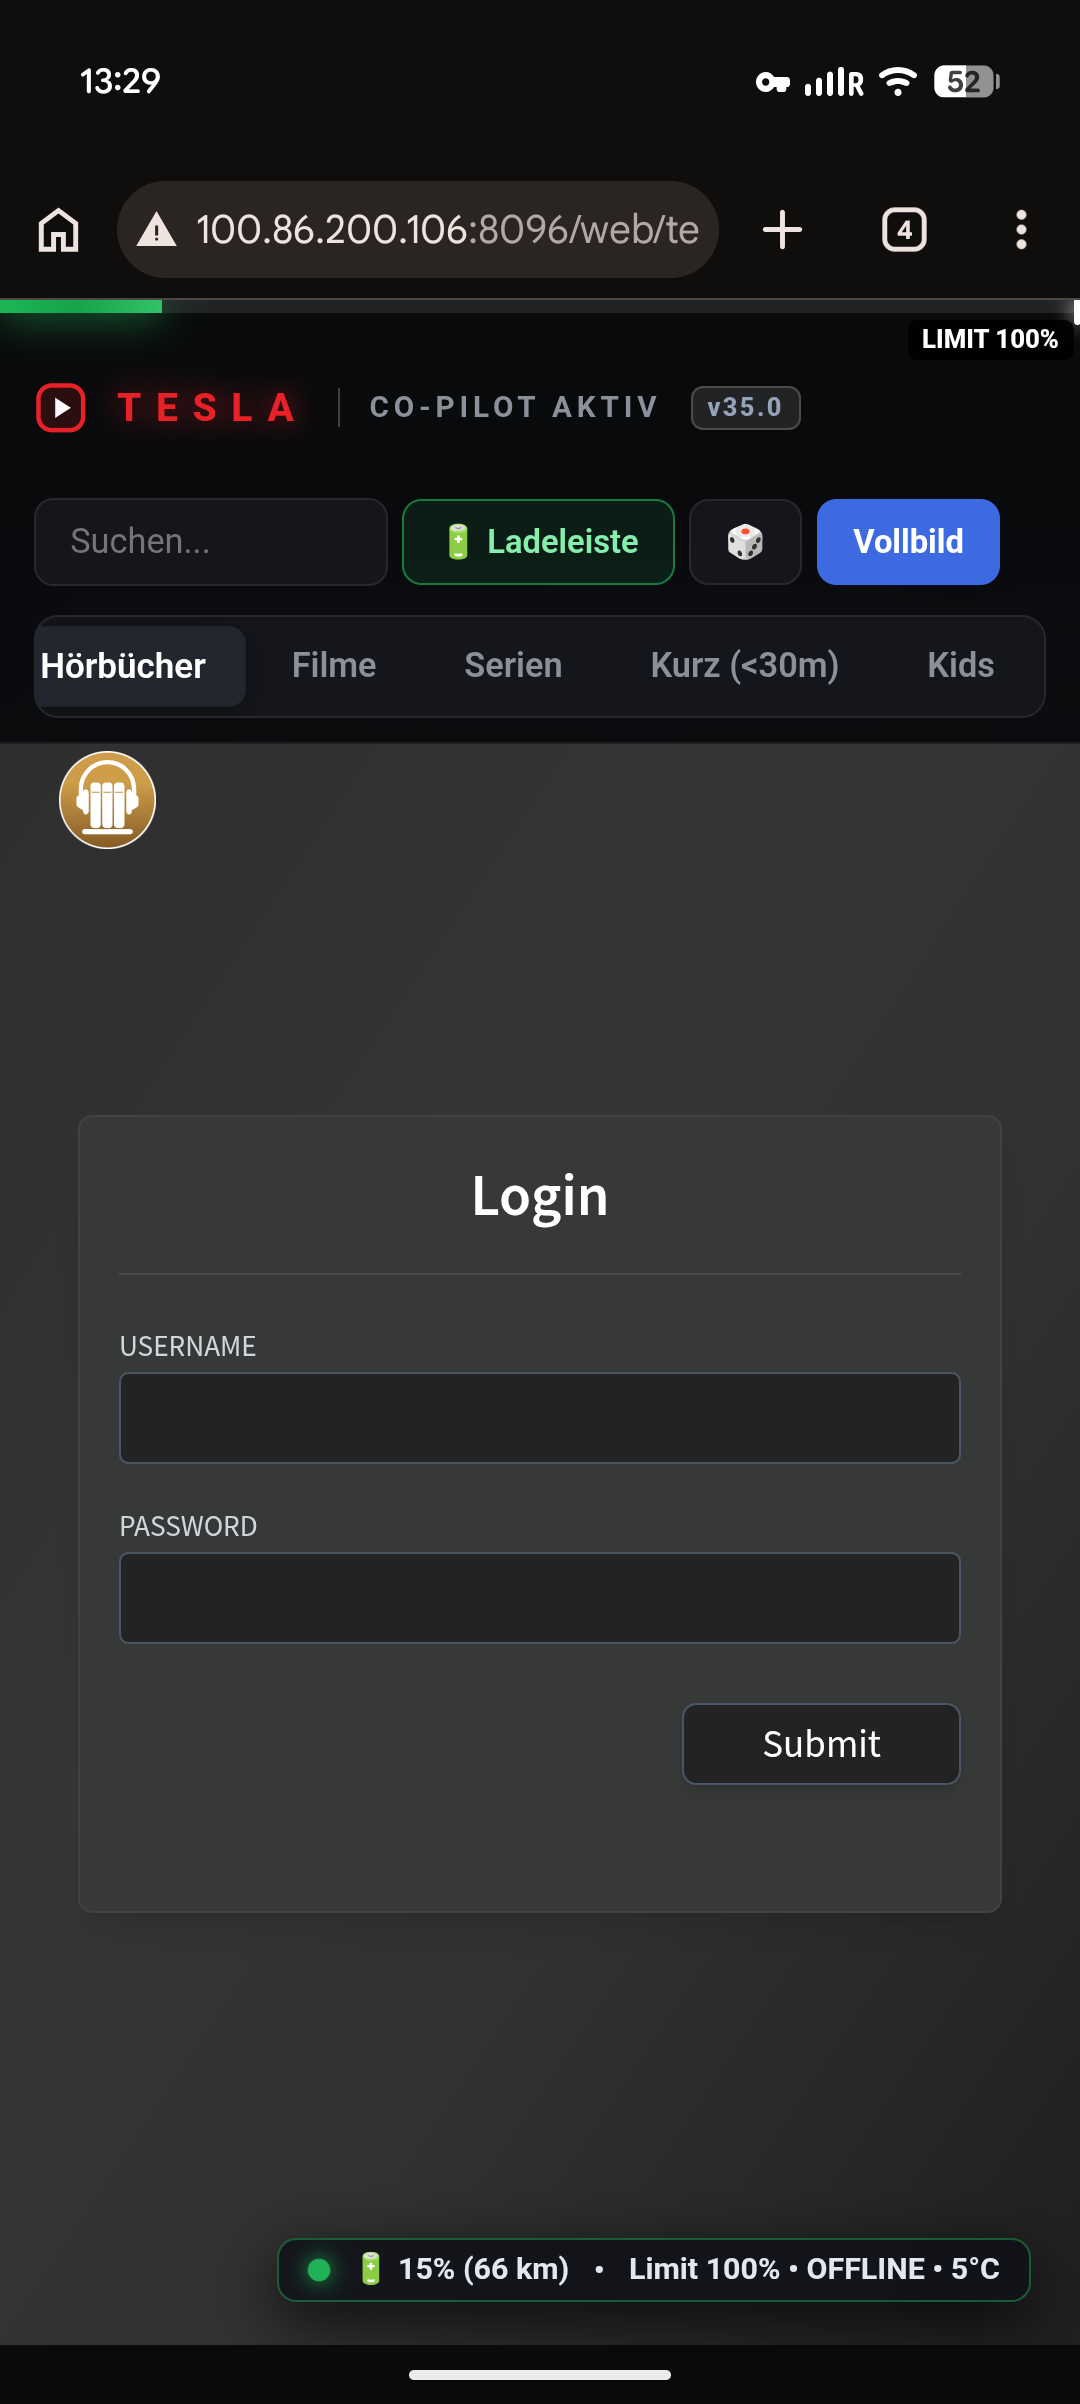 13:29
R
52
100.86.200.106:8096/web/te
4
LIMIT 100%
TESLA
CO-PILOT AKTIV
v35.0
Suchen...
Ladeleiste
Vollbild
Hörbücher
Filme
Serien
Kurz (<30m)
Kids
Login
USERNAME
PASSWORD
Submit
15% (66 km) • Limit 100% • OFFLINE • 5°C